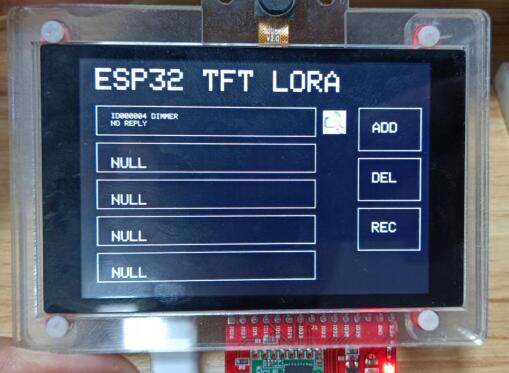 ESP32 TFT LORA
ID000004 DIMMER
NO REPLY
ADD
NULL
DEL
NULL
REC
NULL
NULL